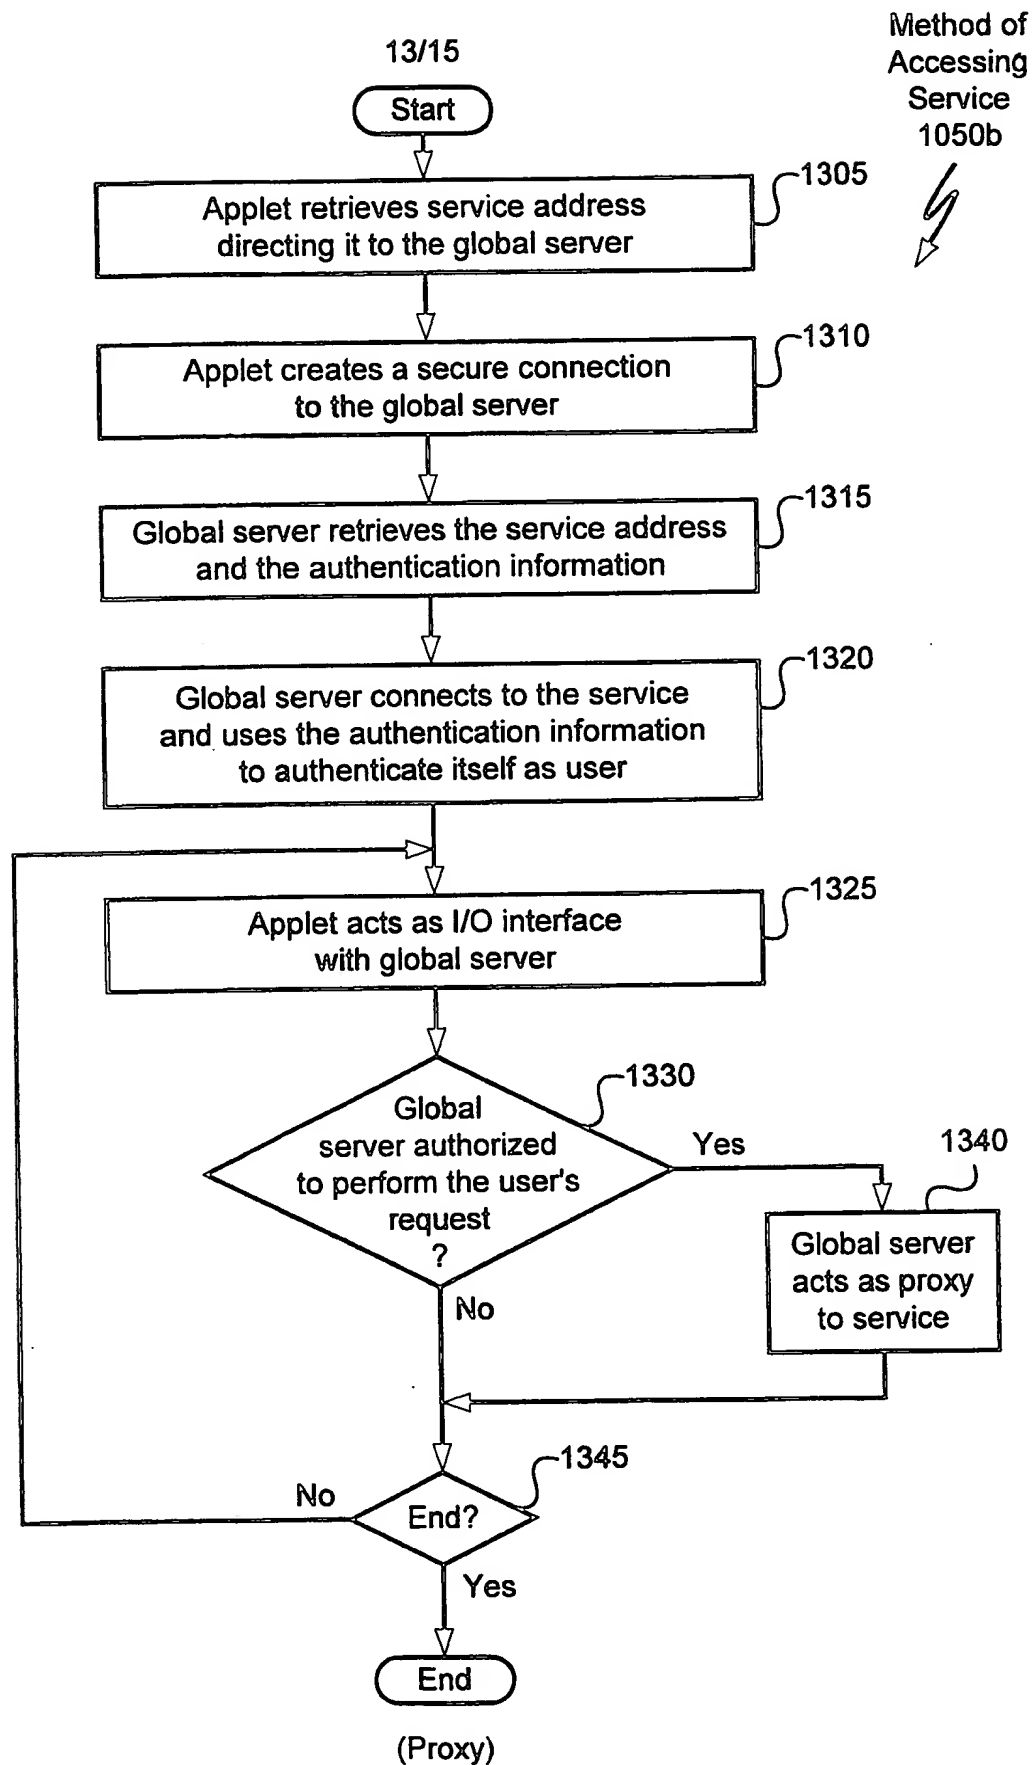 13/15
Method of
Accessing
Service
1050b
Start
1305
Applet retrieves service address
directing it to the global server
1310
Applet creates a secure connection
to the global server
1315
Global server retrieves the service address
and the authentication information
1320
Global server connects to the service
and uses the authentication information
to authenticate itself as user
1325
Applet acts as I/O interface
with global server
1330
Global
server authorized
to perform the user's
request
?
Yes
1340
Global server
acts as proxy
to service
No
1345
No
End?
Yes
End
(Proxy)